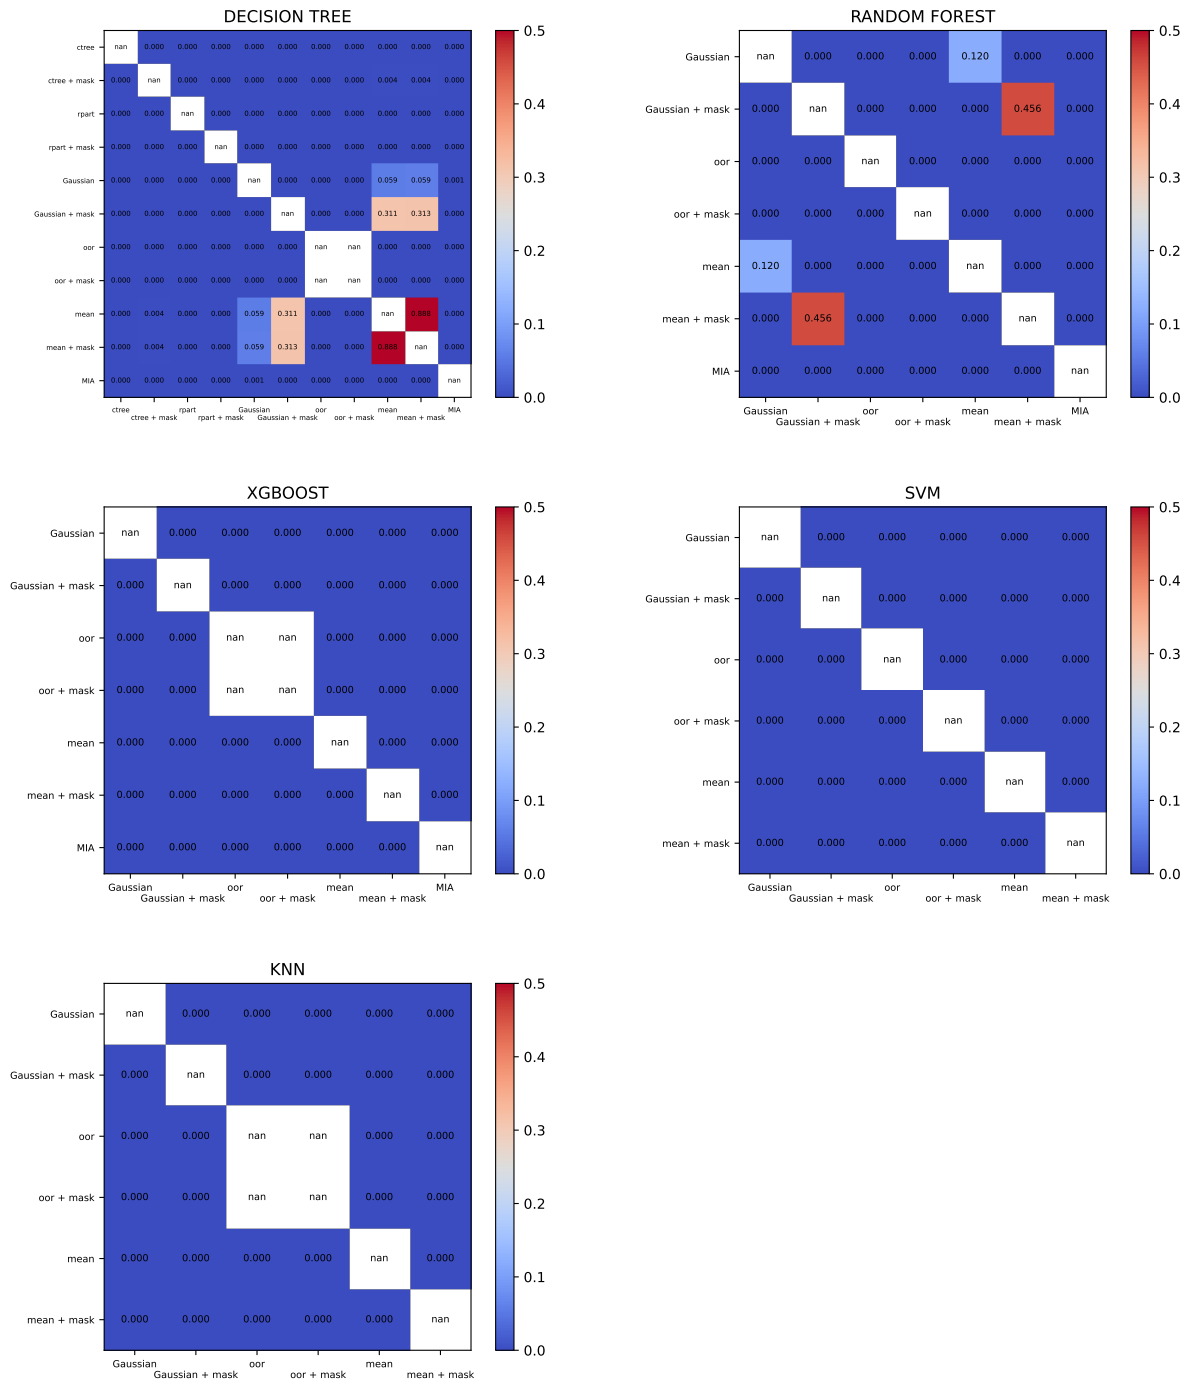 DECISION TREE
ctree nan 0.000 0.000 0.000 0.000 0.000 0.000 0.000 0.000 0.000 0.000
ctree + mask 0.000 nan 0.000 0.000 0.000 0.000 0.000 0.000 0.004 0.004 0.000
rpart 0.000 0.000 nan 0.000 0.000 0.000 0.000 0.000 0.000 0.000 0.000
rpart + mask 0.000 0.000 0.000 nan 0.000 0.000 0.000 0.000 0.000 0.000 0.000
Gaussian 0.000 0.000 0.000 0.000 nan 0.000 0.000 0.000 0.059 0.059 0.001
Gaussian + mask 0.000 0.000 0.000 0.000 0.000 nan 0.000 0.000 0.311 0.313 0.000
oor 0.000 0.000 0.000 0.000 0.000 0.000 nan nan 0.000 0.000 0.000
oor + mask 0.000 0.000 0.000 0.000 0.000 0.000 nan nan 0.000 0.000 0.000
mean 0.000 0.004 0.000 0.000 0.059 0.311 0.000 0.000 nan 0.888 0.000
mean + mask 0.000 0.004 0.000 0.000 0.059 0.313 0.000 0.000 0.888 nan 0.000
MIA 0.000 0.000 0.000 0.000 0.001 0.000 0.000 0.000 0.000 0.000 nan
ctree rpart Gaussian oor mean MIA
ctree + mask rpart + mask Gaussian + mask oor + mask mean + mask
0.5
0.4
0.3
0.2
0.1
0.0
RANDOM FOREST
Gaussian nan 0.000 0.000 0.000 0.120 0.000 0.000
Gaussian + mask 0.000 nan 0.000 0.000 0.000 0.456 0.000
oor 0.000 0.000 nan 0.000 0.000 0.000 0.000
oor + mask 0.000 0.000 0.000 nan 0.000 0.000 0.000
mean 0.120 0.000 0.000 0.000 nan 0.000 0.000
mean + mask 0.000 0.456 0.000 0.000 0.000 nan 0.000
MIA 0.000 0.000 0.000 0.000 0.000 0.000 nan
Gaussian oor mean MIA
Gaussian + mask oor + mask mean + mask
0.5
0.4
0.3
0.2
0.1
0.0
XGBOOST
Gaussian nan 0.000 0.000 0.000 0.000 0.000 0.000
Gaussian + mask 0.000 nan 0.000 0.000 0.000 0.000 0.000
oor 0.000 0.000 nan nan 0.000 0.000 0.000
oor + mask 0.000 0.000 nan nan 0.000 0.000 0.000
mean 0.000 0.000 0.000 0.000 nan 0.000 0.000
mean + mask 0.000 0.000 0.000 0.000 0.000 nan 0.000
MIA 0.000 0.000 0.000 0.000 0.000 0.000 nan
Gaussian oor mean MIA
Gaussian + mask oor + mask mean + mask
0.5
0.4
0.3
0.2
0.1
0.0
SVM
Gaussian nan 0.000 0.000 0.000 0.000 0.000
Gaussian + mask 0.000 nan 0.000 0.000 0.000 0.000
oor 0.000 0.000 nan 0.000 0.000 0.000
oor + mask 0.000 0.000 0.000 nan 0.000 0.000
mean 0.000 0.000 0.000 0.000 nan 0.000
mean + mask 0.000 0.000 0.000 0.000 0.000 nan
Gaussian oor mean
Gaussian + mask oor + mask mean + mask
0.5
0.4
0.3
0.2
0.1
0.0
KNN
Gaussian nan 0.000 0.000 0.000 0.000 0.000
Gaussian + mask 0.000 nan 0.000 0.000 0.000 0.000
oor 0.000 0.000 nan nan 0.000 0.000
oor + mask 0.000 0.000 nan nan 0.000 0.000
mean 0.000 0.000 0.000 0.000 nan 0.000
mean + mask 0.000 0.000 0.000 0.000 0.000 nan
Gaussian oor mean
Gaussian + mask oor + mask mean + mask
0.5
0.4
0.3
0.2
0.1
0.0